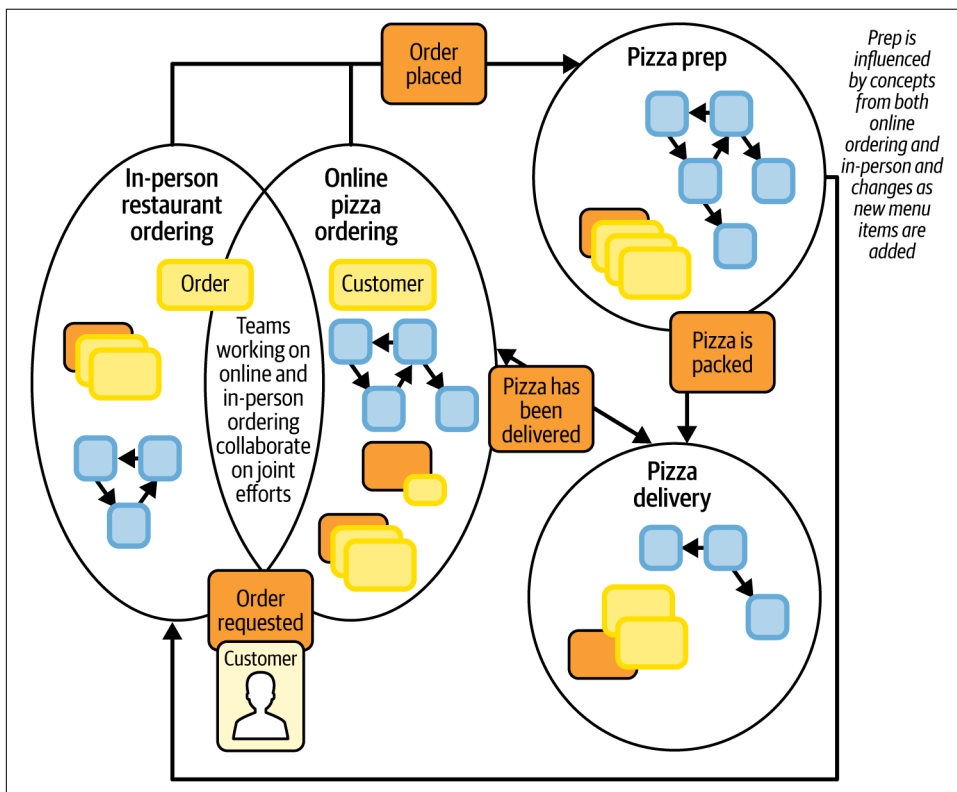 Order
placed
Pizza prep
Prep is
influenced
by concepts
from both
online
ordering and
in-person and
changes as
new menu
items are
added
In-person
restaurant
ordering
Online
pizza
ordering
Order
Customer
Teams
working on
online and
in-person
ordering
collaborate
on joint
efforts
Pizza has
been
delivered
Pizza is
packed
Pizza
delivery
Order
requested
Customer